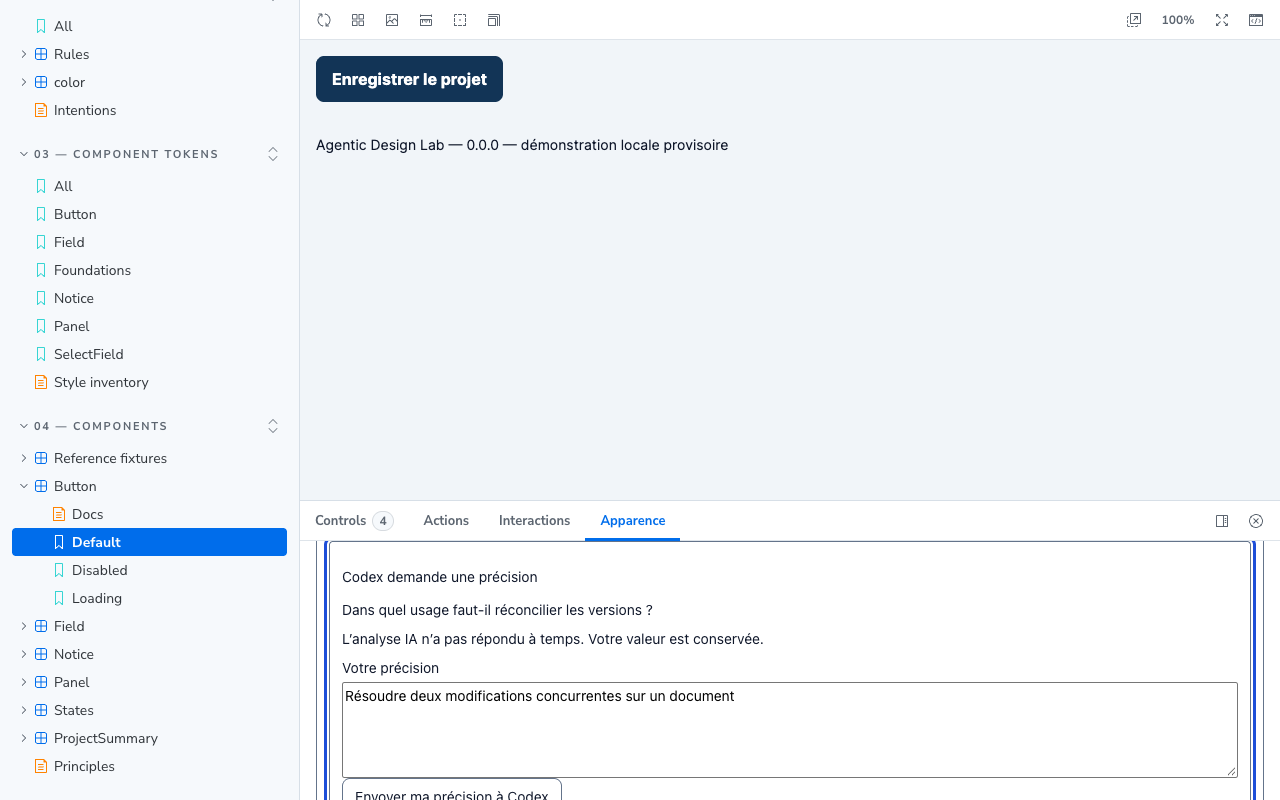 All
Rules
color
Intentions
03 — COMPONENT TOKENS
All
Button
Field
Foundations
Notice
Panel
SelectField
Style inventory
04 — COMPONENTS
Reference fixtures
Button
Docs
Default
Disabled
Loading
Field
Notice
Panel
States
ProjectSummary
Principles
100%
Enregistrer le projet
Agentic Design Lab — 0.0.0 — démonstration locale provisoire
Controls 4 Actions Interactions Apparence
Codex demande une précision
Dans quel usage faut-il réconcilier les versions ?
L’analyse IA n’a pas répondu à temps. Votre valeur est conservée.
Votre précision
Résoudre deux modifications concurrentes sur un document
Envoyer ma précision à Codex